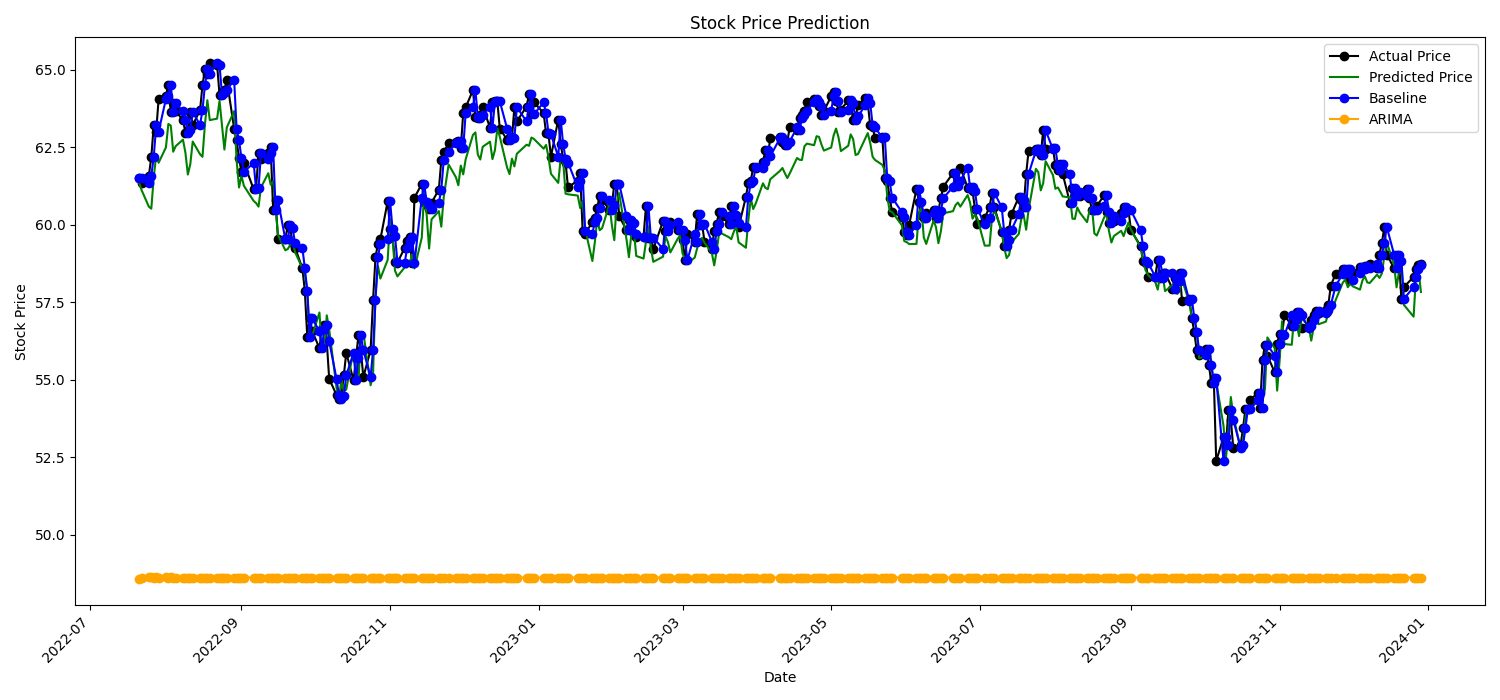 Stock Price Prediction
Actual Price
Predicted Price
Baseline
ARIMA
65.0
62.5
60.0
57.5
55.0
52.5
50.0
Stock Price
2022-07
2022-09
2022-11
2023-01
2023-03
2023-05
2023-07
2023-09
2023-11
2024-01
Date